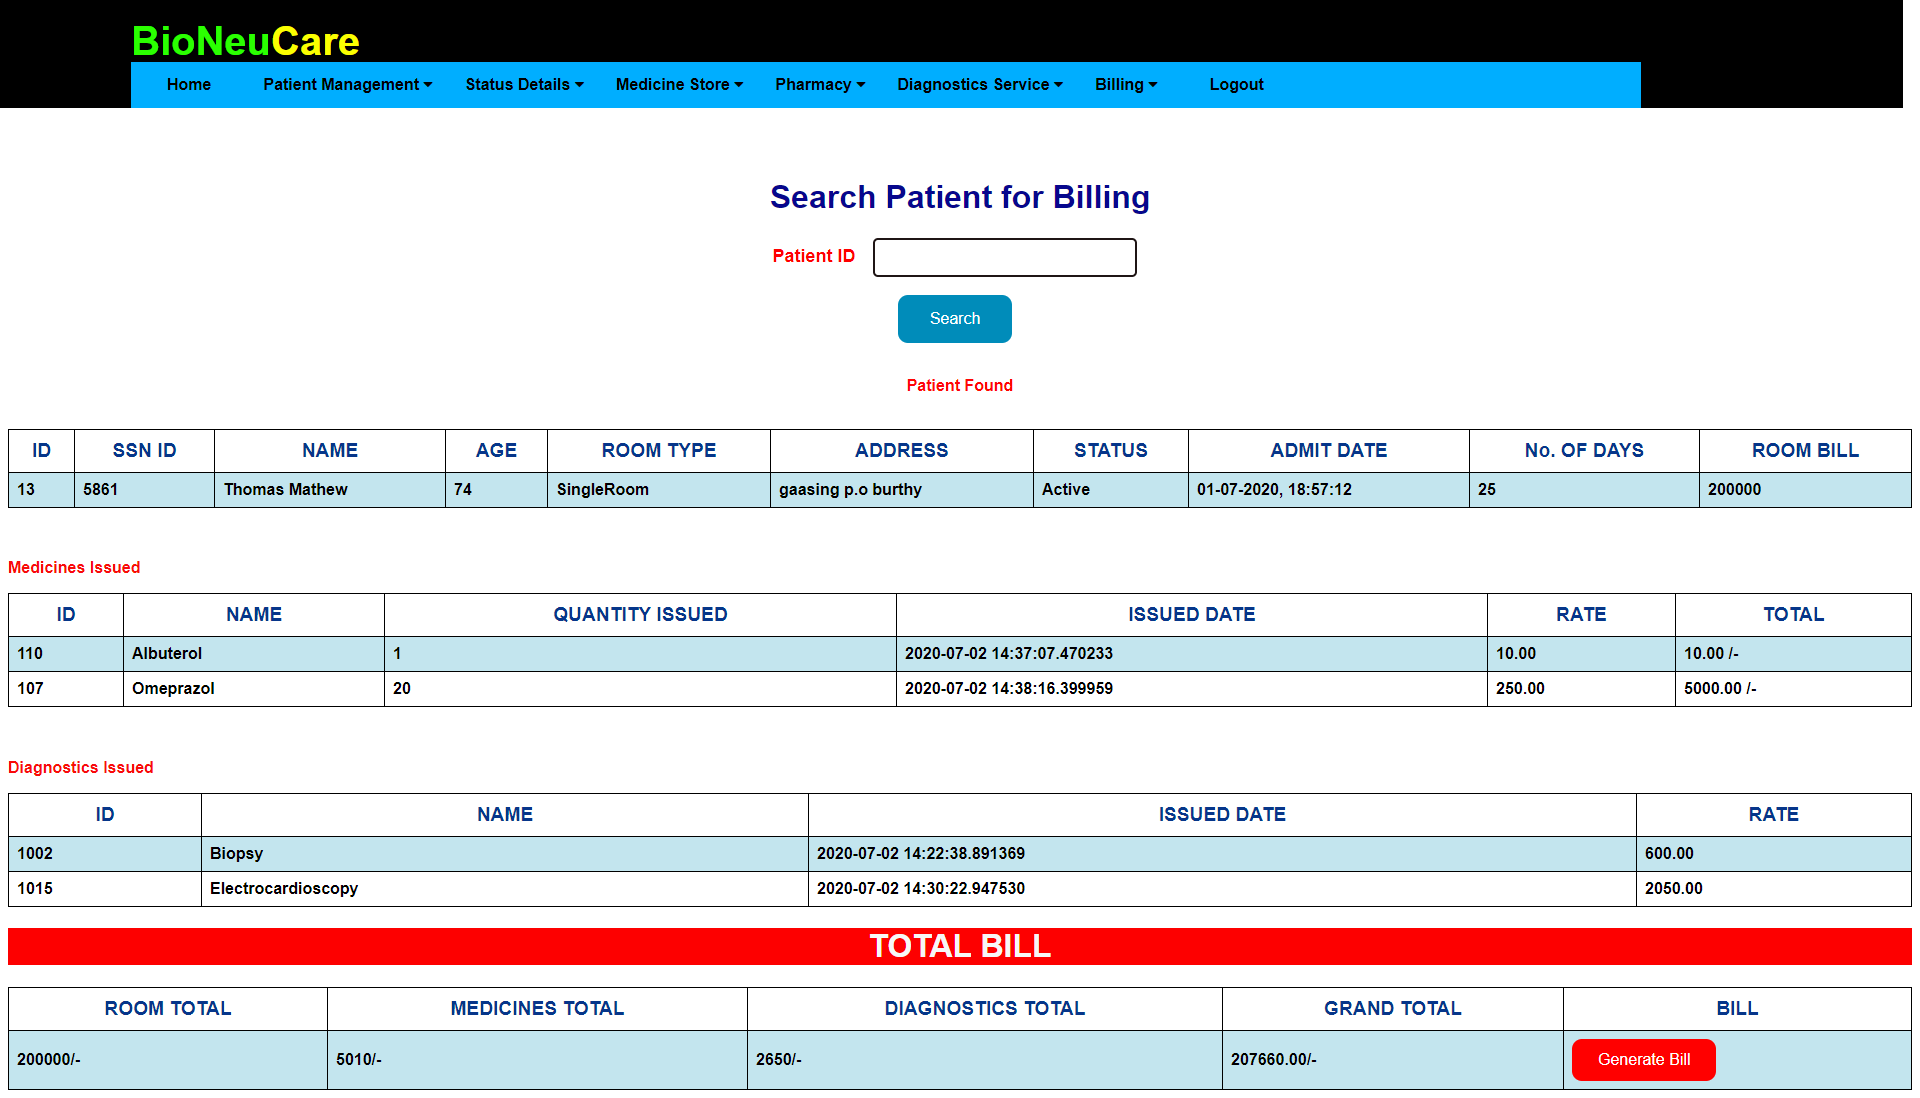 BioNeuCare
Home Patient Management Status Details Medicine Store Pharmacy Diagnostics Service Billing Logout
Search Patient for Billing
Patient ID
Search
Patient Found
ID SSN ID NAME AGE ROOM TYPE ADDRESS STATUS ADMIT DATE No. OF DAYS ROOM BILL
13 5861 Thomas Mathew 74 SingleRoom gaasing p.o burthy Active 01-07-2020, 18:57:12 25 200000
Medicines Issued
ID NAME QUANTITY ISSUED ISSUED DATE RATE TOTAL
110 Albuterol 1 2020-07-02 14:37:07.470233 10.00 10.00 /-
107 Omeprazol 20 2020-07-02 14:38:16.399959 250.00 5000.00 /-
Diagnostics Issued
ID NAME ISSUED DATE RATE
1002 Biopsy 2020-07-02 14:22:38.891369 600.00
1015 Electrocardioscopy 2020-07-02 14:30:22.947530 2050.00
TOTAL BILL
ROOM TOTAL MEDICINES TOTAL DIAGNOSTICS TOTAL GRAND TOTAL BILL
200000/- 5010/- 2650/- 207660.00/- Generate Bill